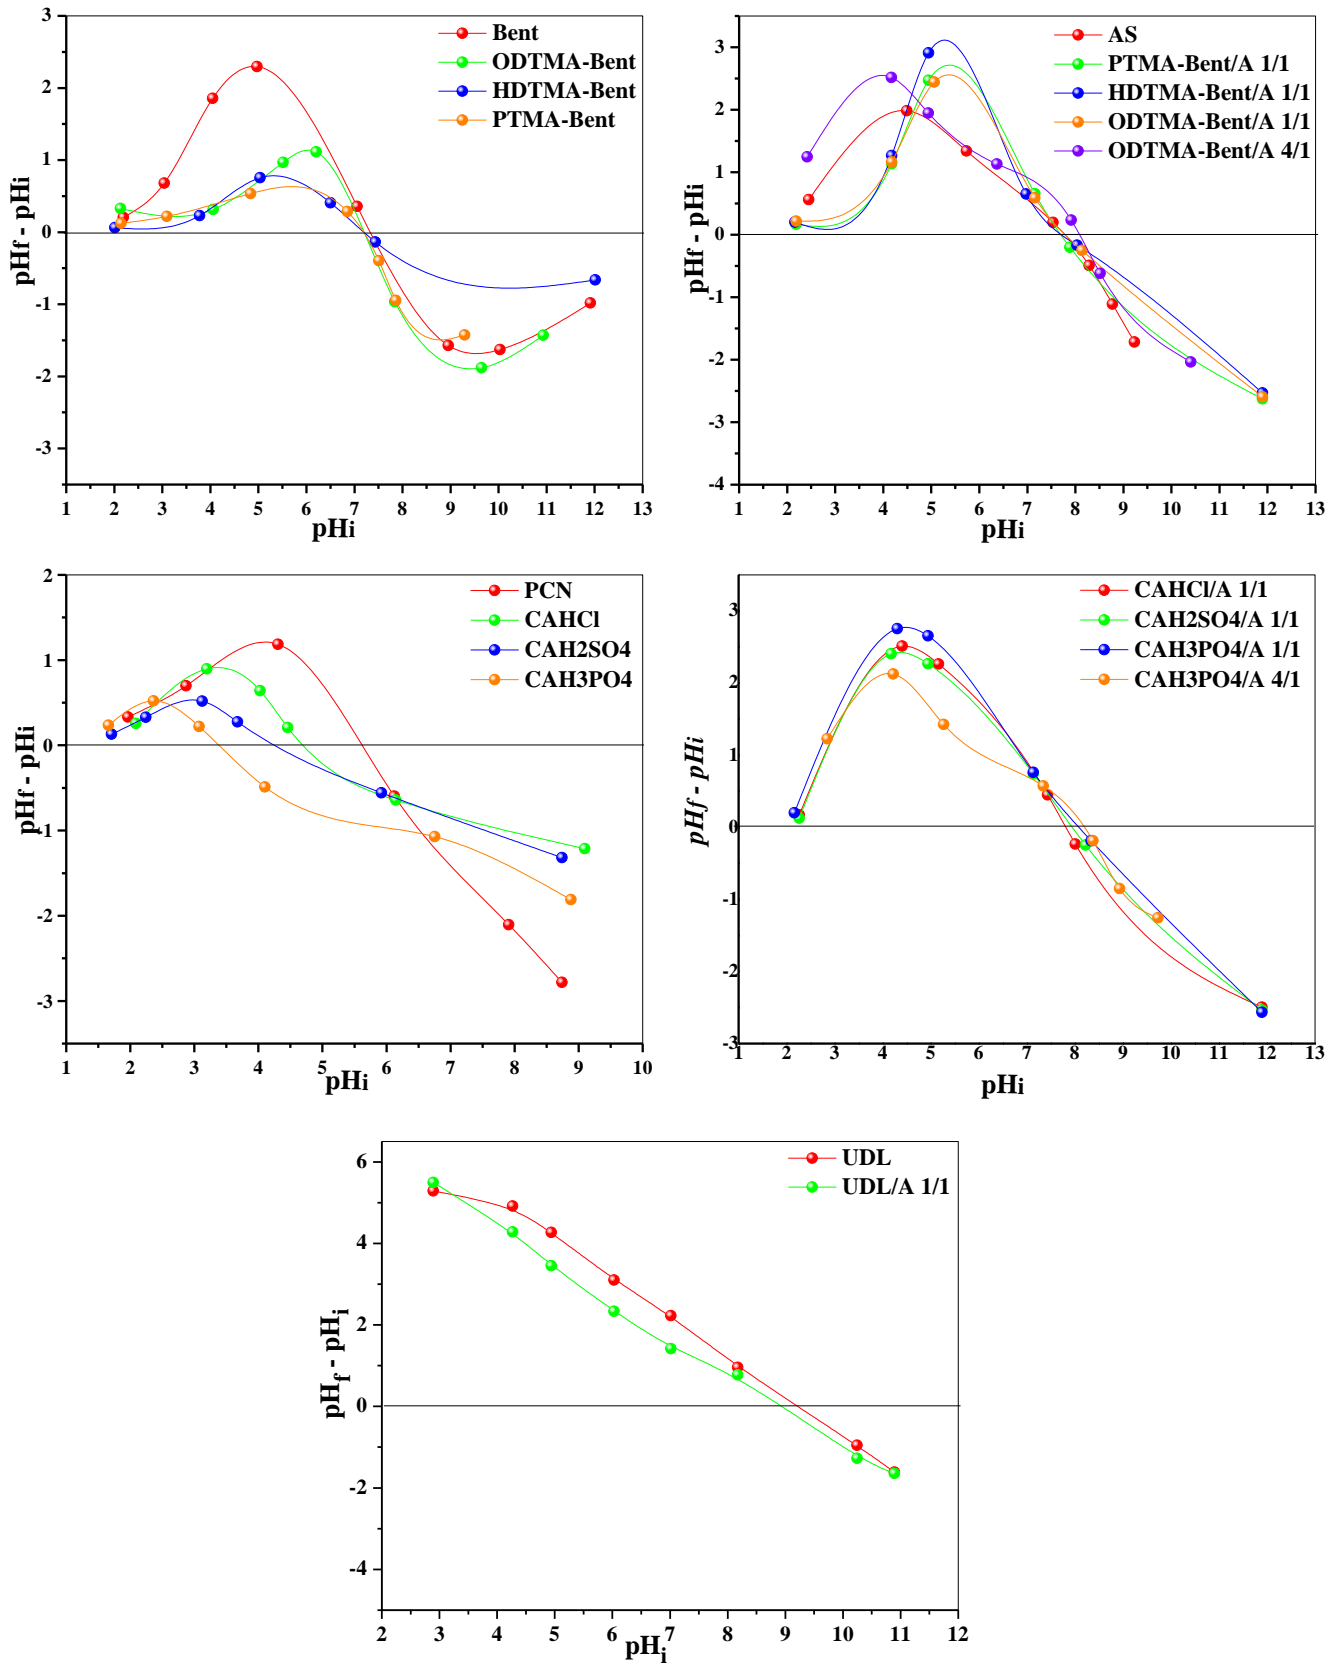 3
2
1
0
-1
-2
-3
pHf - pHi
Bent
ODTMA-Bent
HDTMA-Bent
PTMA-Bent
1 2 3 4 5 6 7 8 9 10 11 12 13
pHi
3
2
1
0
-1
-2
-3
-4
pHf - pHi
AS
PTMA-Bent/A 1/1
HDTMA-Bent/A 1/1
ODTMA-Bent/A 1/1
ODTMA-Bent/A 4/1
1 2 3 4 5 6 7 8 9 10 11 12 13
pHi
2
1
0
-1
-2
-3
pHf - pHi
PCN
CAHCl
CAH2SO4
CAH3PO4
1 2 3 4 5 6 7 8 9 10
pHi
3
2
1
0
-1
-2
-3
pHf - pHi
CAHCl/A 1/1
CAH2SO4/A 1/1
CAH3PO4/A 1/1
CAH3PO4/A 4/1
1 2 3 4 5 6 7 8 9 10 11 12 13
pHi
6
4
2
0
-2
-4
pHf - pHi
UDL
UDL/A 1/1
2 3 4 5 6 7 8 9 10 11 12
pHi